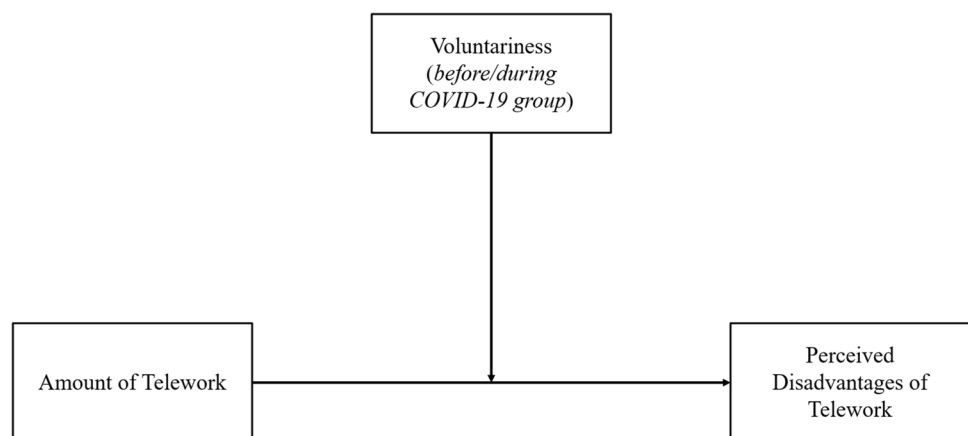 Voluntariness
(before/during
COVID-19 group)
Amount of Telework
Perceived
Disadvantages of
Telework